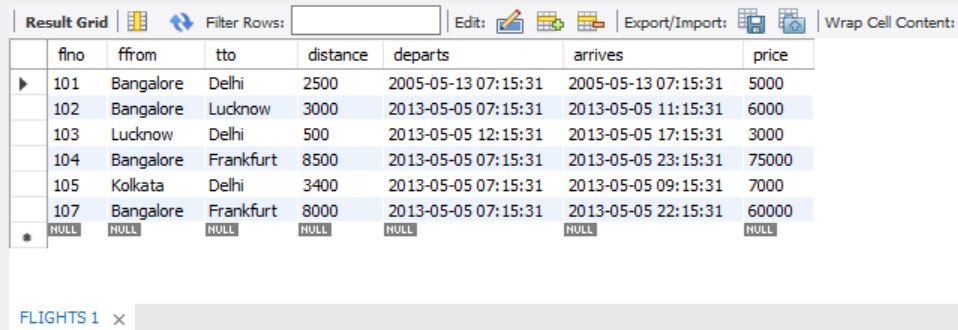 Result Grid Filter Rows: Edit: Export/Import: Wrap Cell Content:
flno ffrom tto distance departs arrives price
101 Bangalore Delhi 2500 2005-05-13 07:15:31 2005-05-13 07:15:31 5000
102 Bangalore Lucknow 3000 2013-05-05 07:15:31 2013-05-05 11:15:31 6000
103 Lucknow Delhi 500 2013-05-05 12:15:31 2013-05-05 17:15:31 3000
104 Bangalore Frankfurt 8500 2013-05-05 07:15:31 2013-05-05 23:15:31 75000
105 Kolkata Delhi 3400 2013-05-05 07:15:31 2013-05-05 09:15:31 7000
107 Bangalore Frankfurt 8000 2013-05-05 07:15:31 2013-05-05 22:15:31 60000
NULL NULL NULL NULL NULL NULL NULL
FLIGHTS 1